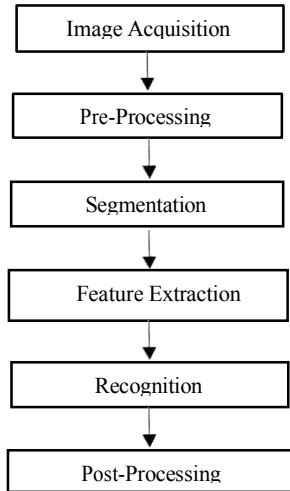 Image Acquisition
Pre-Processing
Segmentation
Feature Extraction
Recognition
Post-Processing